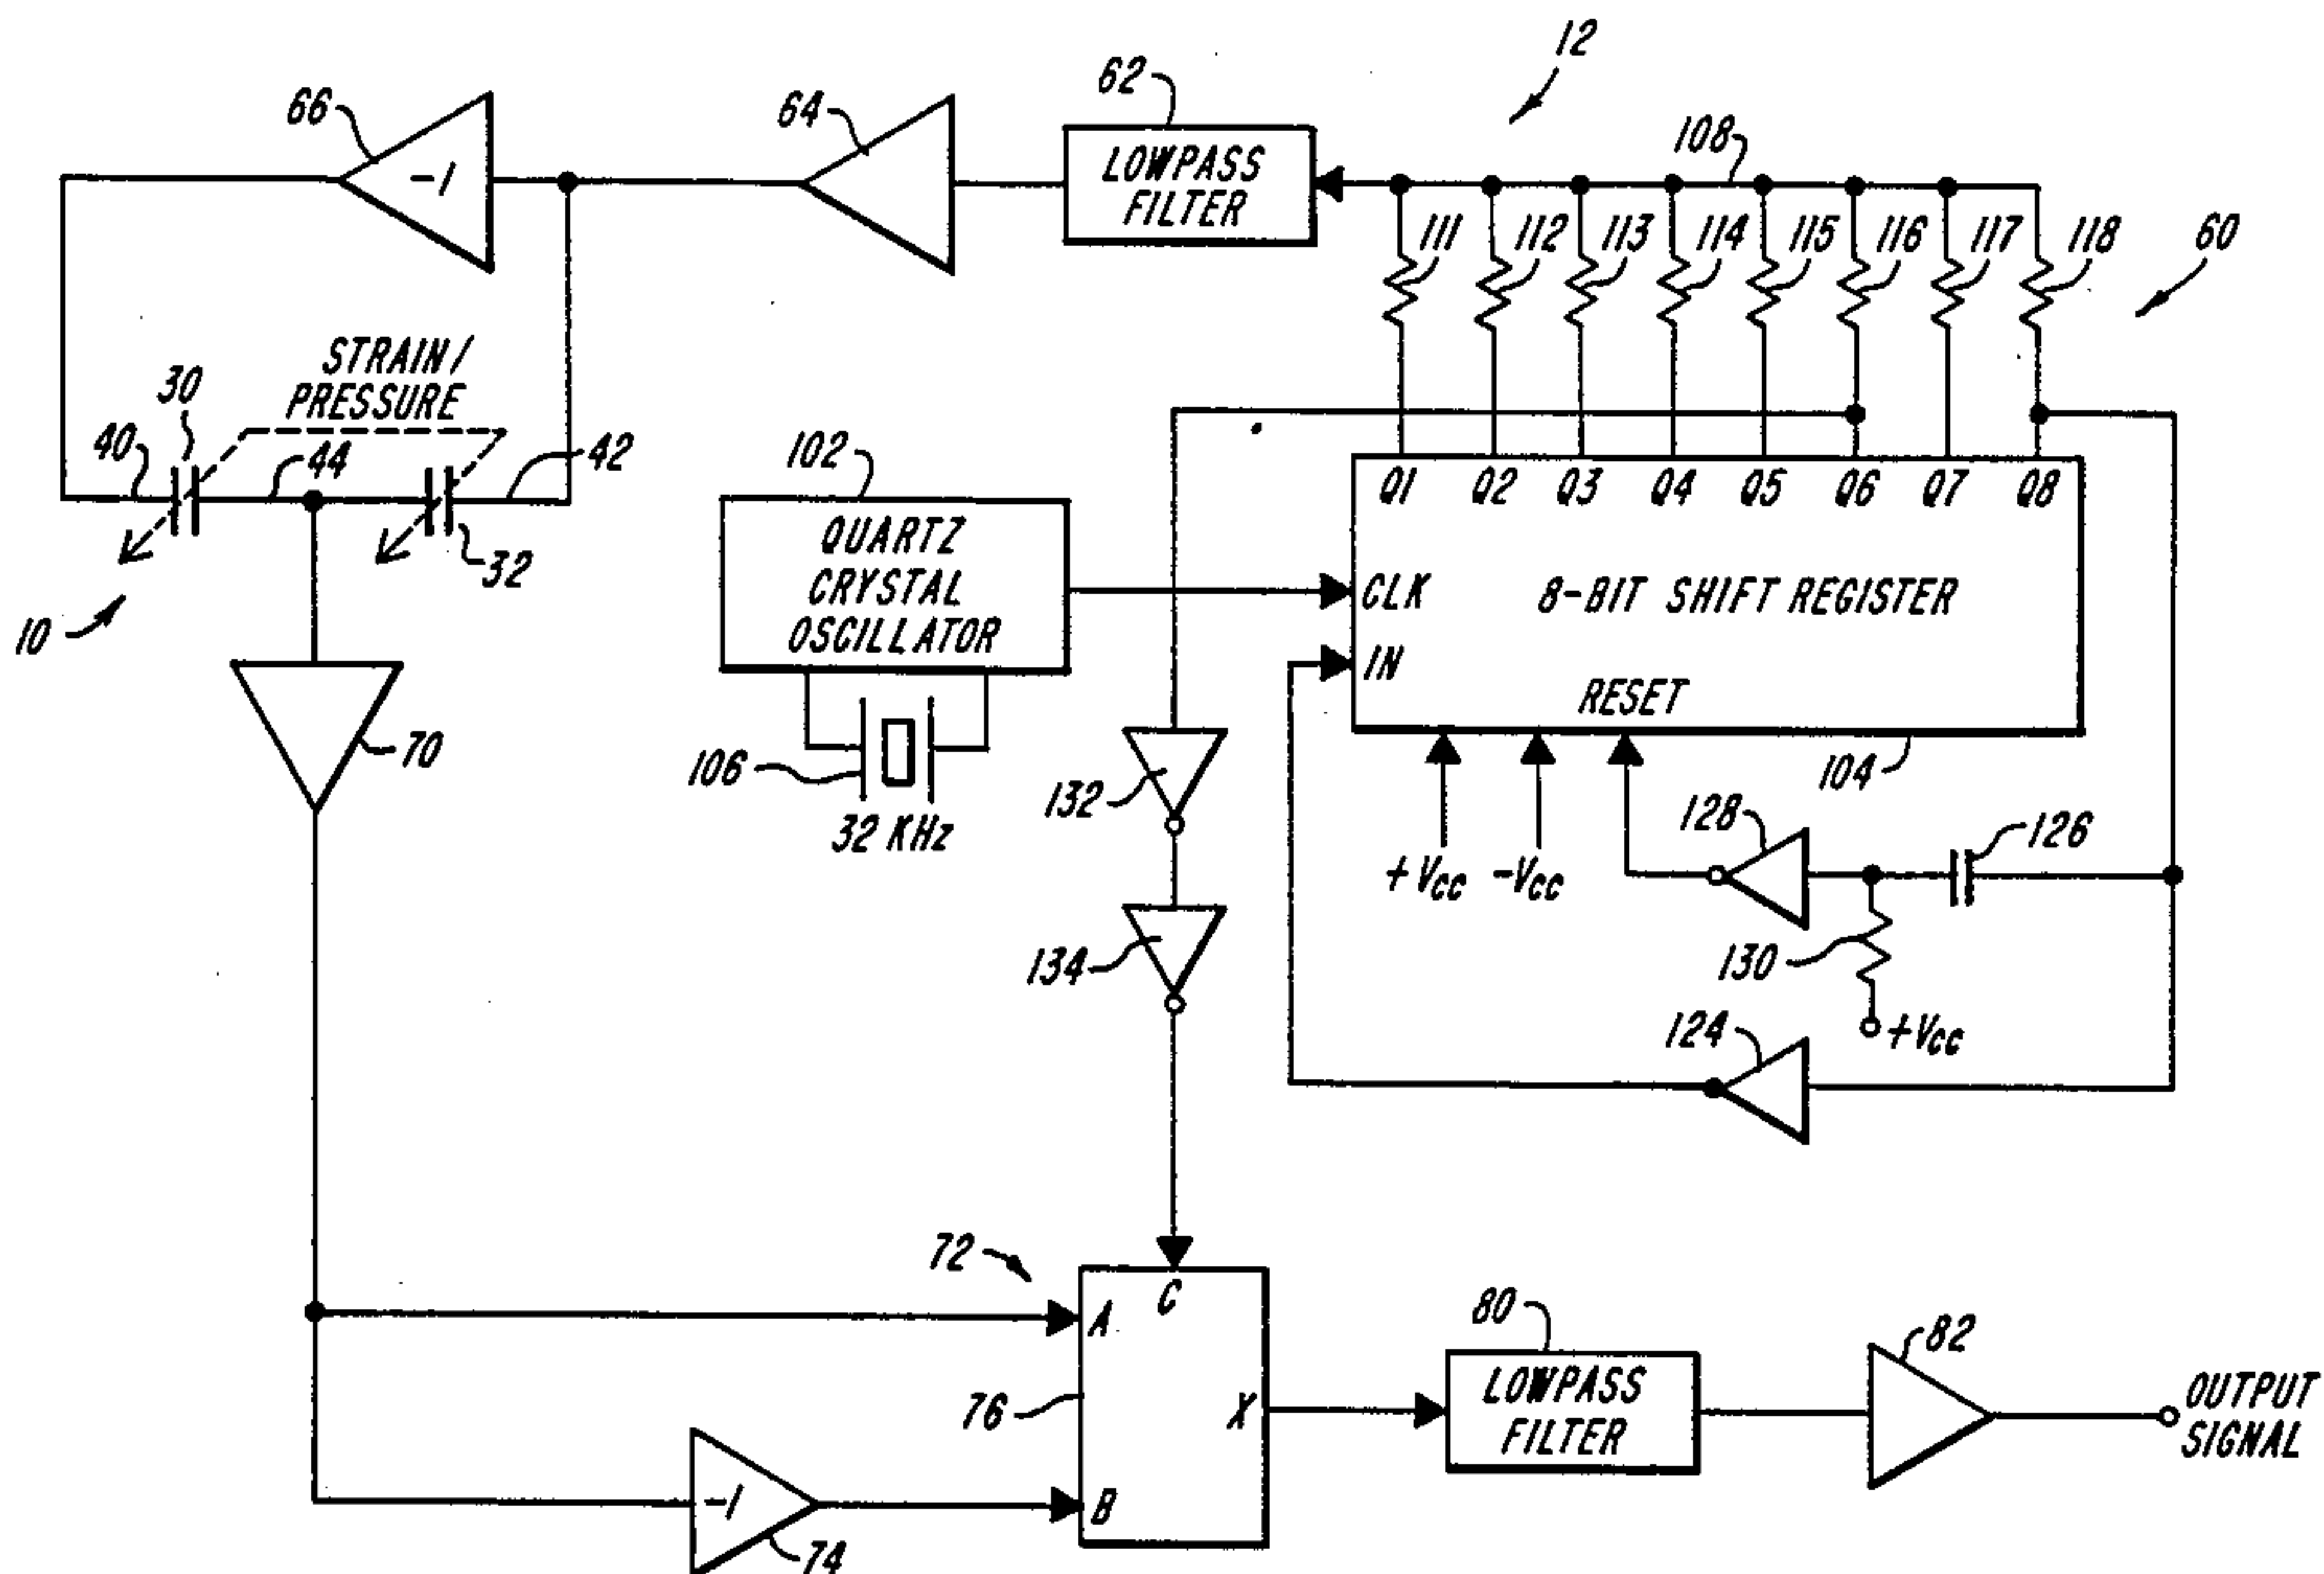 12
62
66
64
LOWPASS
FILTER
108
-1
111
112
113
114
115
116
117
118
60
STRAIN/
PRESSURE
30
40
44
42
32
10
102
QUARTZ
CRYSTAL
OSCILLATOR
106
32 KHz
Q1 Q2 Q3 Q4 Q5 Q6 Q7 Q8
CLK
8-BIT SHIFT REGISTER
IN
RESET
104
70
132
134
+Vcc -Vcc
128
126
130
+Vcc
124
72
A
C
76
X
B
-1
74
80
LOWPASS
FILTER
82
OUTPUT
SIGNAL